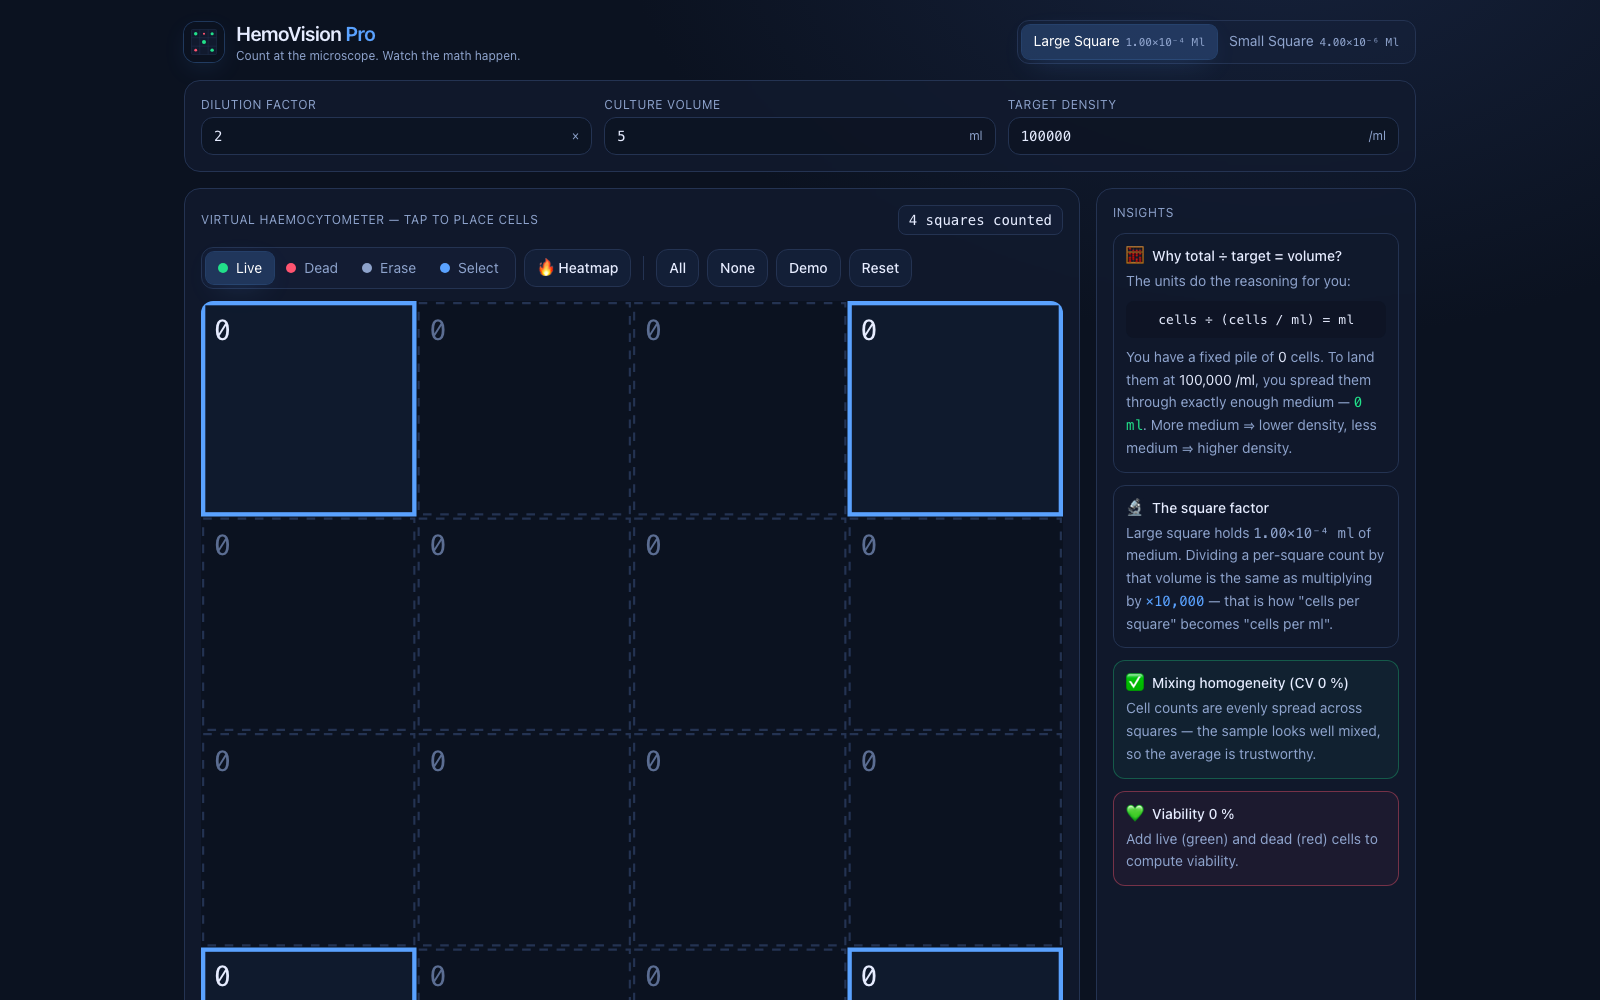 HemoVision Pro
Count at the microscope. Watch the math happen.
Large Square 1.00×10⁻⁴ Ml
Small Square 4.00×10⁻⁶ Ml
DILUTION FACTOR
2 ×
CULTURE VOLUME
5 ml
TARGET DENSITY
100000 /ml
VIRTUAL HAEMOCYTOMETER — TAP TO PLACE CELLS
4 squares counted
Live
Dead
Erase
Select
Heatmap
All
None
Demo
Reset
0 0 0 0
0 0 0 0
0 0 0 0
0 0 0 0
INSIGHTS
Why total ÷ target = volume?
The units do the reasoning for you:
cells ÷ (cells / ml) = ml
You have a fixed pile of 0 cells. To land
them at 100,000 /ml, you spread them
through exactly enough medium — 0
ml. More medium ⇒ lower density, less
medium ⇒ higher density.
The square factor
Large square holds 1.00×10⁻⁴ ml of
medium. Dividing a per-square count by
that volume is the same as multiplying
by ×10,000 — that is how "cells per
square" becomes "cells per ml".
Mixing homogeneity (CV 0 %)
Cell counts are evenly spread across
squares — the sample looks well mixed,
so the average is trustworthy.
Viability 0 %
Add live (green) and dead (red) cells to
compute viability.